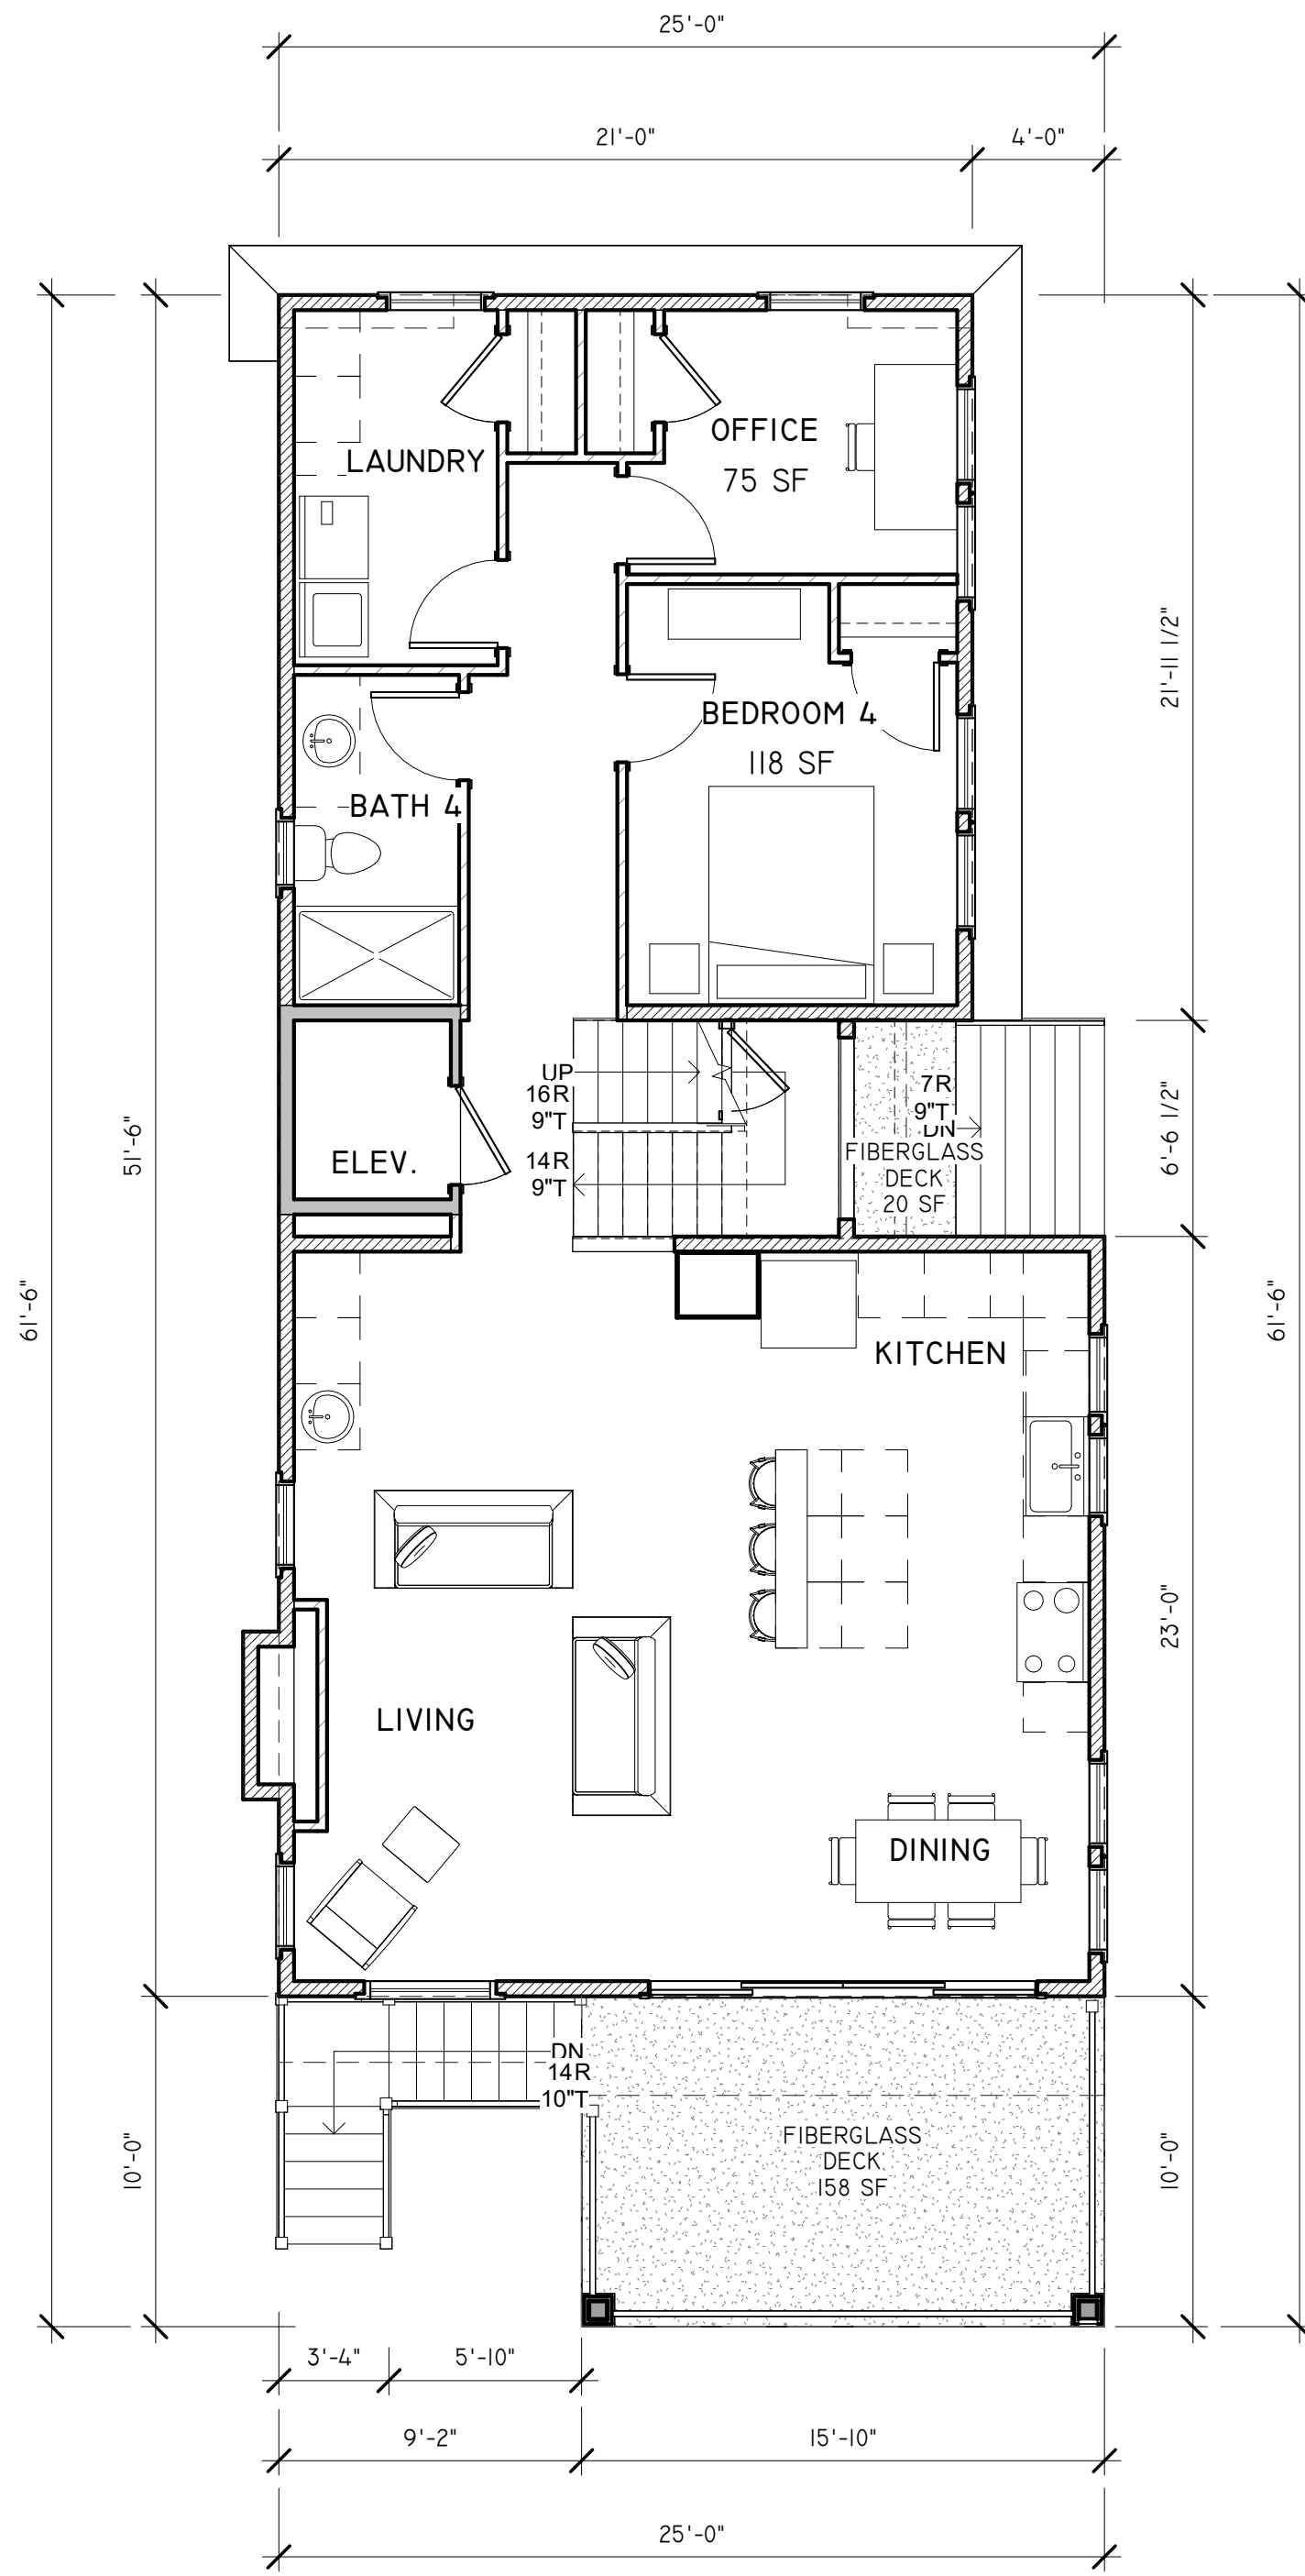 25'-0"
21'-0"
4'-0"
OFFICE
75 SF
LAUNDRY
21'-11 1/2"
BEDROOM 4
118 SF
BATH 4
UP
16R
9"T
14R
9"T
7R
9"T
DN
FIBERGLASS
DECK
20 SF
6'-6 1/2"
51'-6"
ELEV.
61'-6"
61'-6"
KITCHEN
23'-0"
LIVING
DINING
DN
14R
10"T
FIBERGLASS
DECK
158 SF
10'-0"
10'-0"
3'-4"
5'-10"
9'-2"
15'-10"
25'-0"